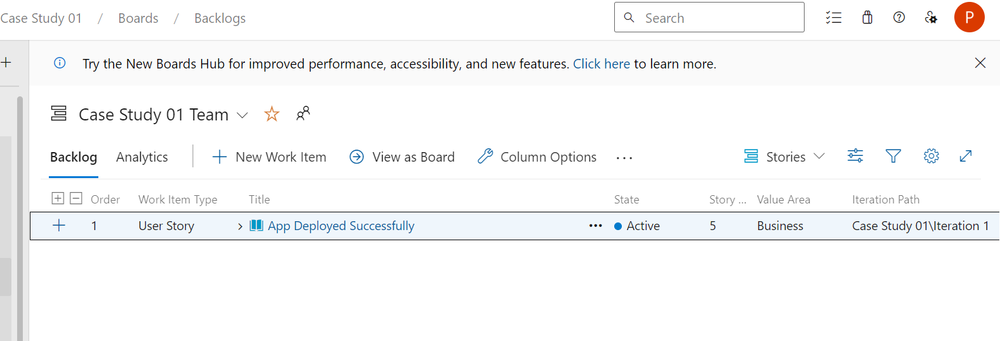 Case Study 01 / Boards / Backlogs Search P
Try the New Boards Hub for improved performance, accessibility, and new features. Click here to learn more.
Case Study 01 Team
Backlog Analytics New Work Item View as Board Column Options ... Stories
Order Work Item Type Title State Story ... Value Area Iteration Path
1 User Story App Deployed Successfully ... Active 5 Business Case Study 01\Iteration 1